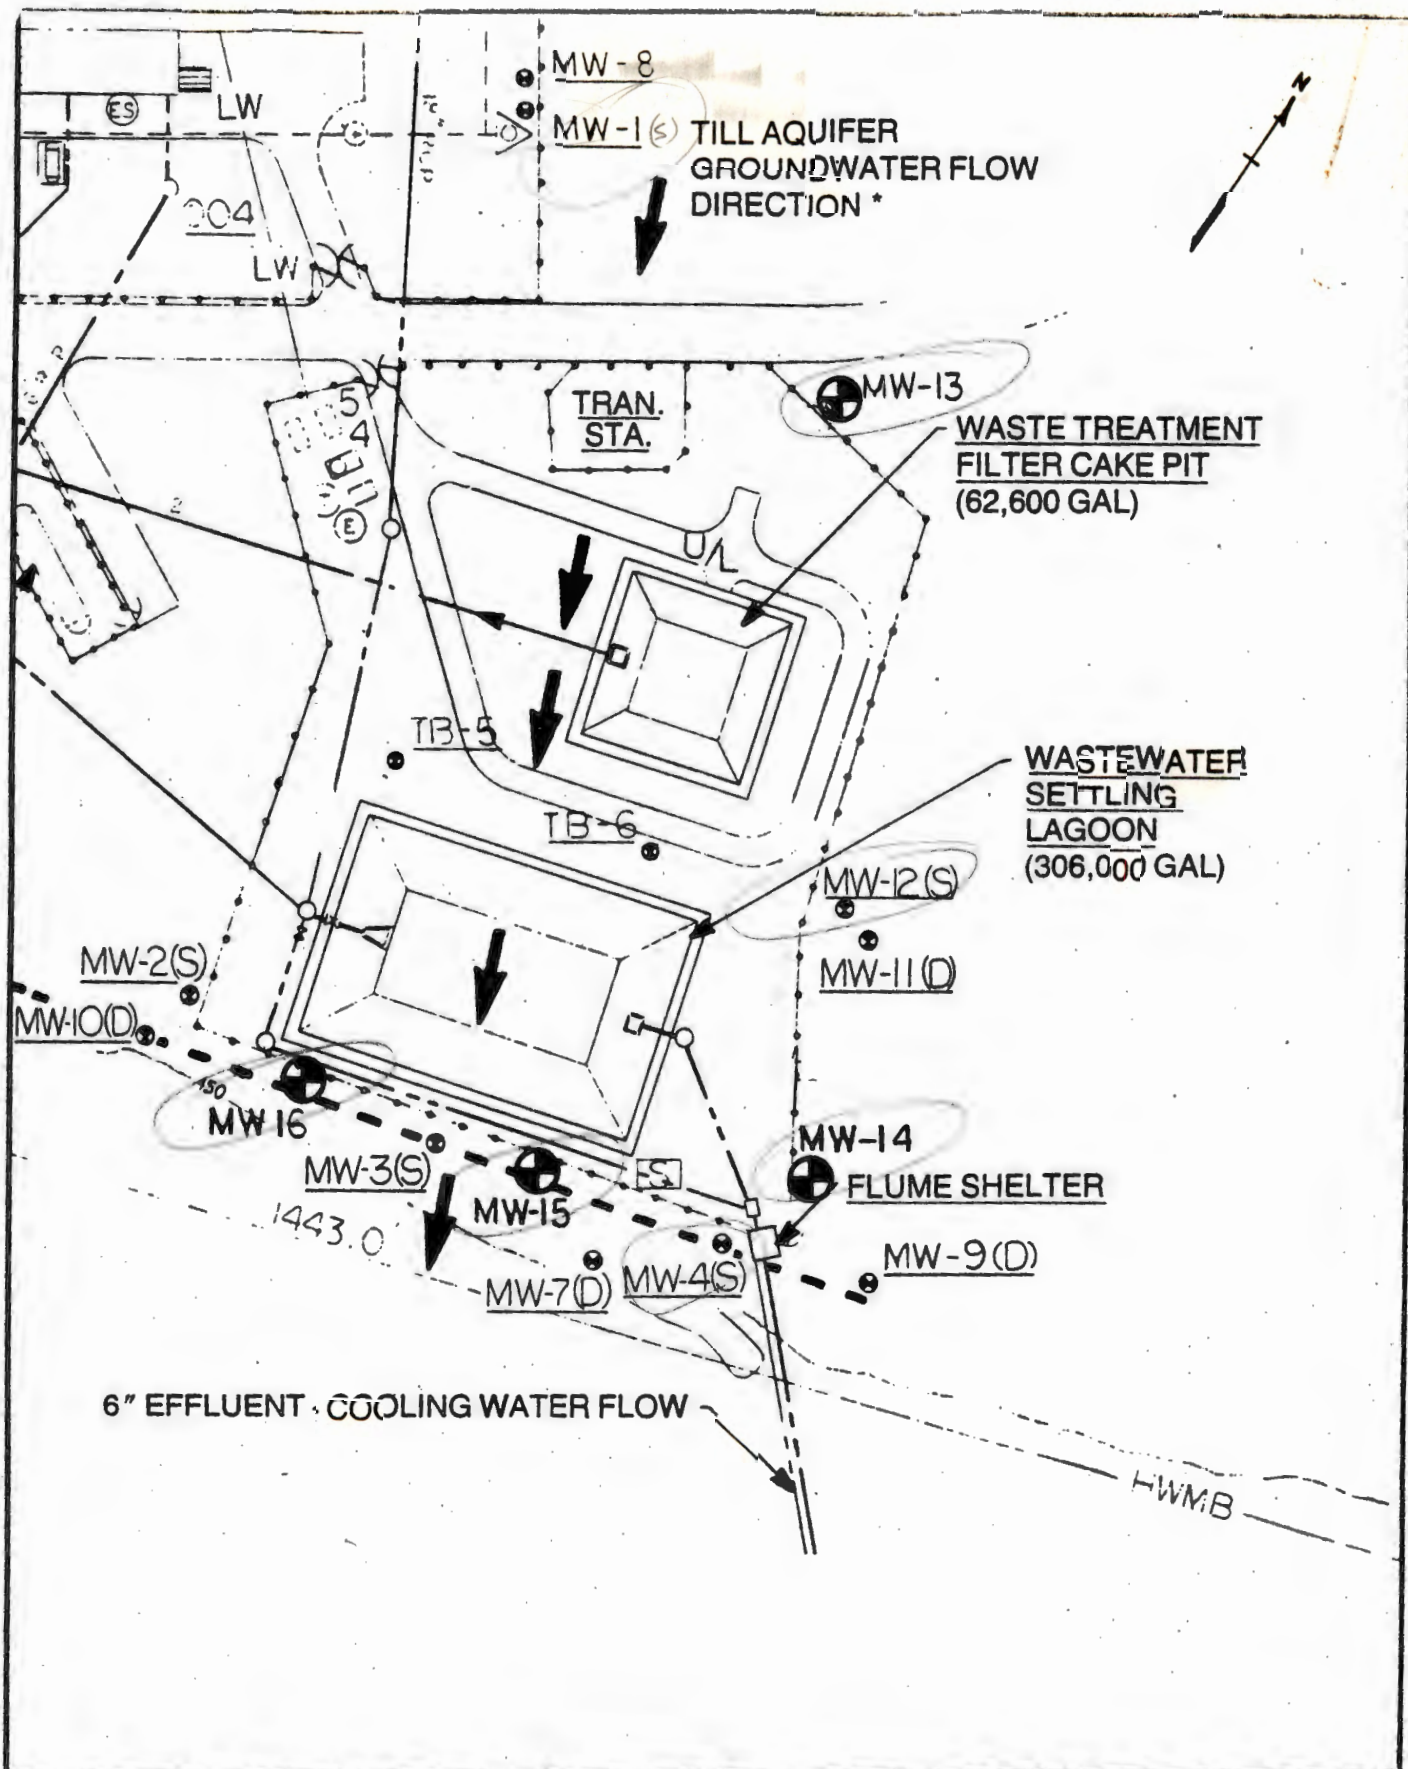 MW-8
N
ES
LW
MW-1(s)
TILL AQUIFER
GROUNDWATER FLOW
DIRECTION *
004
LW
MW-13
5
4
TRAN.
STA.
WASTE TREATMENT
FILTER CAKE PIT
(62,600 GAL)
2
E
TB-5
WASTEWATER
SETTLING
LAGOON
(306,000 GAL)
TB-6
MW-12(S)
MW-11(D)
MW-2(S)
MW-10(D)
450
MW 16
MW-14
MW-3(S)
FLUME SHELTER
MW-15
1443.0
MW-9(D)
MW-7(D)
MW-4(S)
6" EFFLUENT COOLING WATER FLOW
HWMB